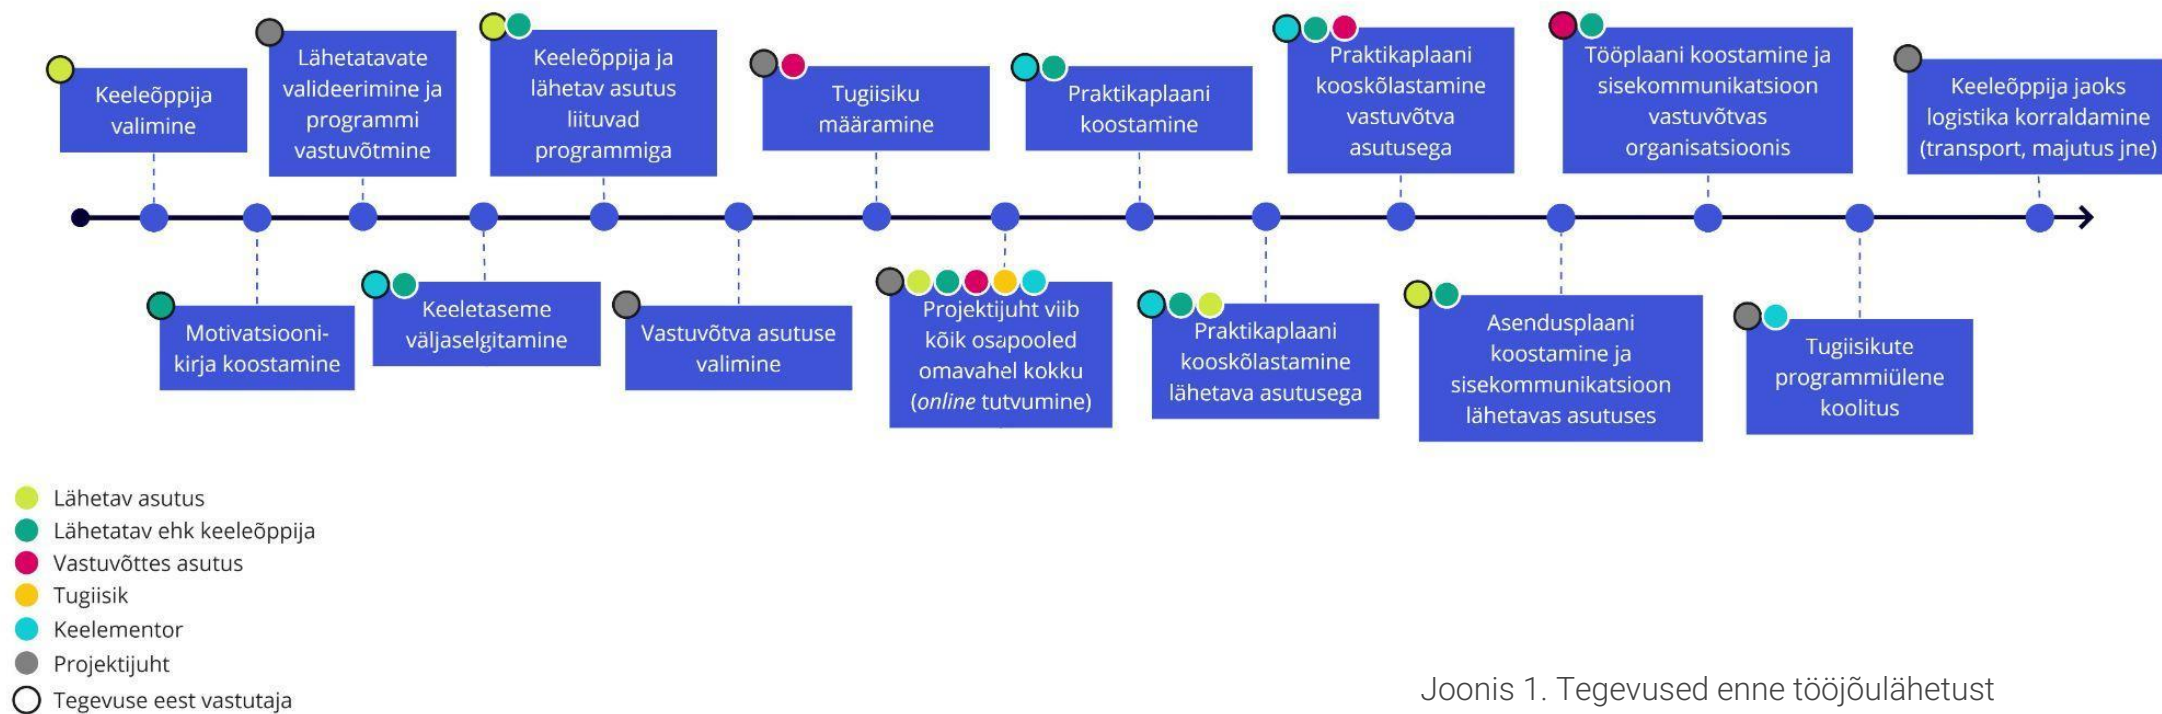 Keeleõppija
valimine
Motivatsiooni-
kirja koostamine
Lähetatavate
valideerimine ja
programmi
vastuvõtmine
Keeletaseme
väljaselgitamine
Keeleõppija ja
lähetav asutus
liituvad
programmiga
Vastuvõtva asutuse
valimine
Tugiisiku
määramine
Projektijuht viib
kõik osapooled
omavahel kokku
(online tutvumine)
Praktikaplaani
koostamine
Praktikaplaani
kooskõlastamine
lähetava asutusega
Praktikaplaani
kooskõlastamine
vastuvõtva
asutusega
Asendusplaani
koostamine ja
sisekommunikatsioon
lähetavas asutuses
Tööplaani koostamine ja
sisekommunikatsioon
vastuvõtvas
organisatsioonis
Tugiisikute
programmiülene
koolitus
Keeleõppija jaoks
logistika korraldamine
(transport, majutus jne)
Lähetav asutus
Lähetatav ehk keeleõppija
Vastuvõttes asutus
Tugiisik
Keelementor
Projektijuht
Tegevuse eest vastutaja
Joonis 1. Tegevused enne tööjõulähetust